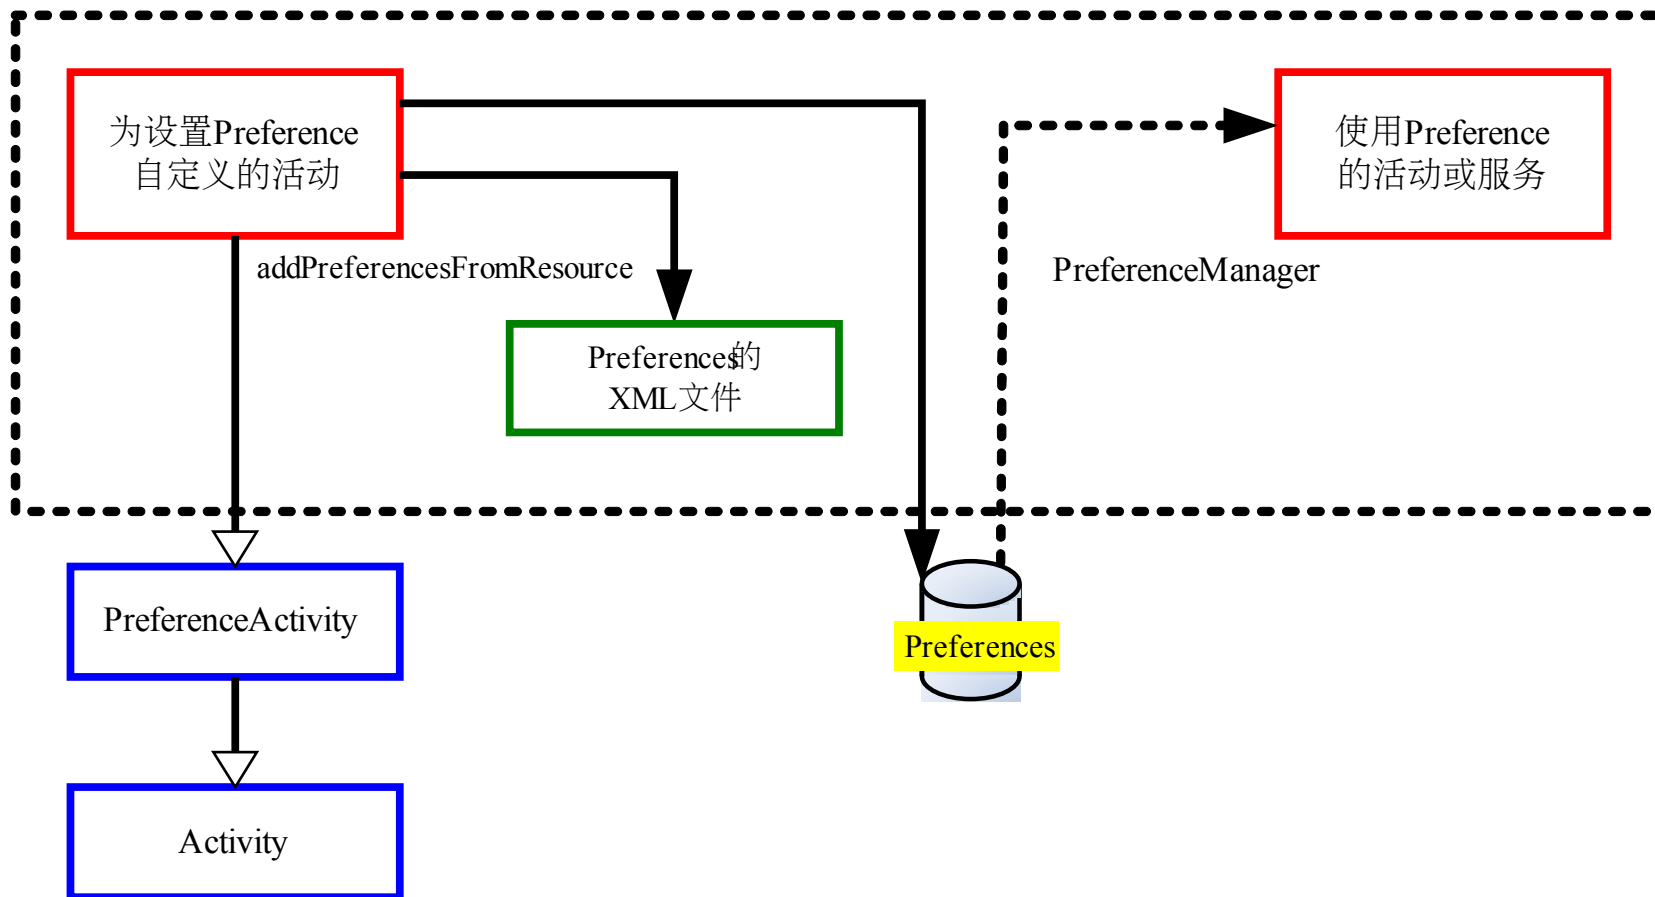 为设置Preference
自定义的活动
使用Preference
的活动或服务
addPreferencesFromResource
PreferenceManager
Preferences的
XML文件
PreferenceActivity
Preferences
Activity